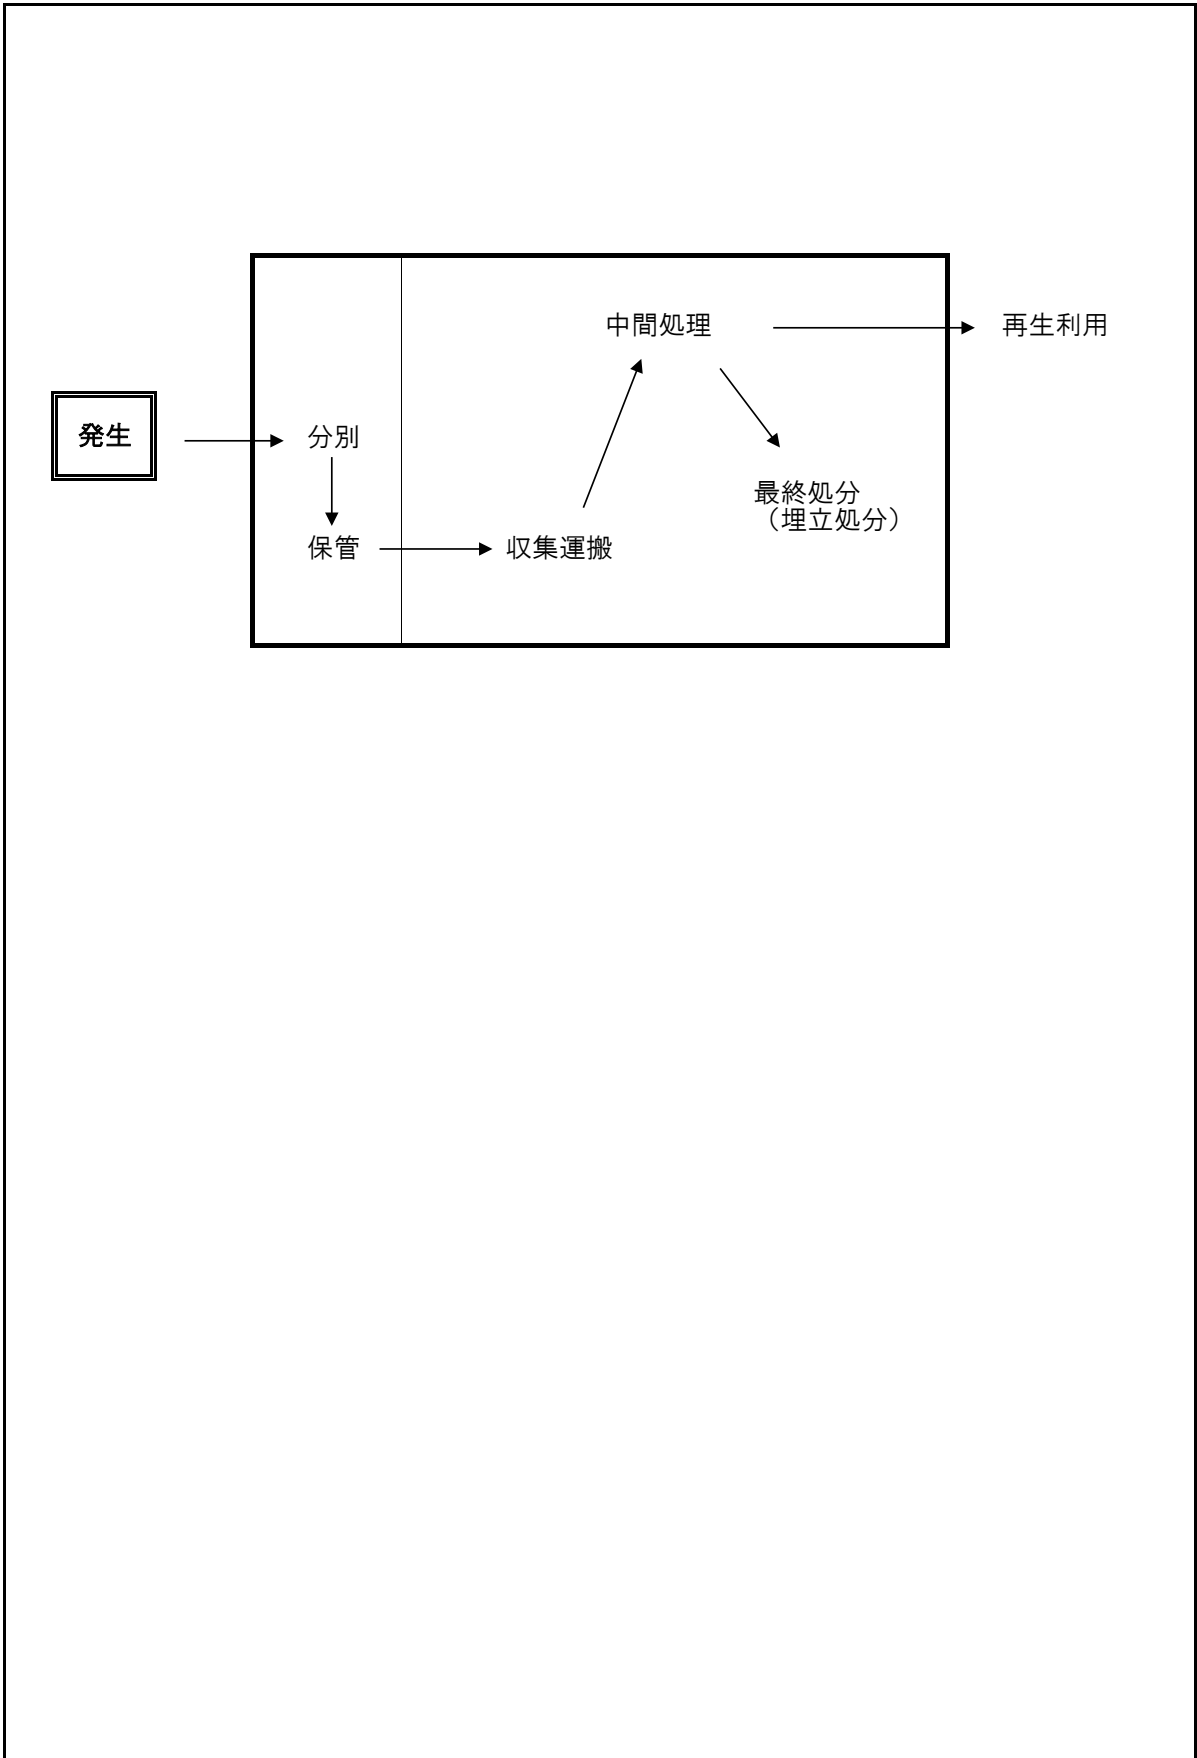 中間処理
再生利用
発生
分別
最終処分
（埋立処分）
保管
収集運搬